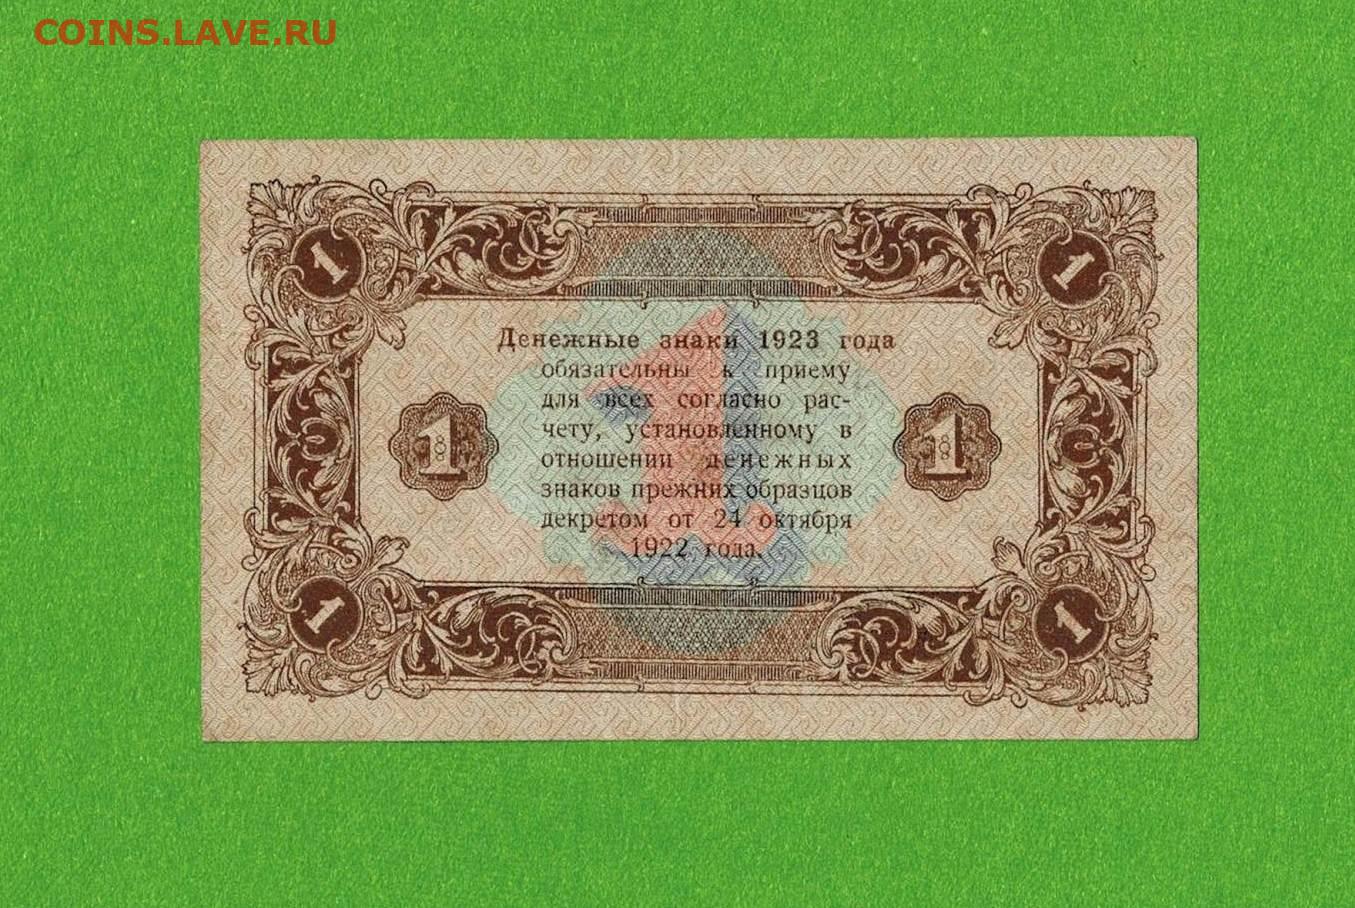 COINS.LAVE.RU
1 1
Денежные знаки 1923 года
обязательны к приему
для всех согласно рас-
чету, установленному в
отношении денежных
знаков прежних образцов
декретом от 24 октября
1922 года.
1 1 1
1 1